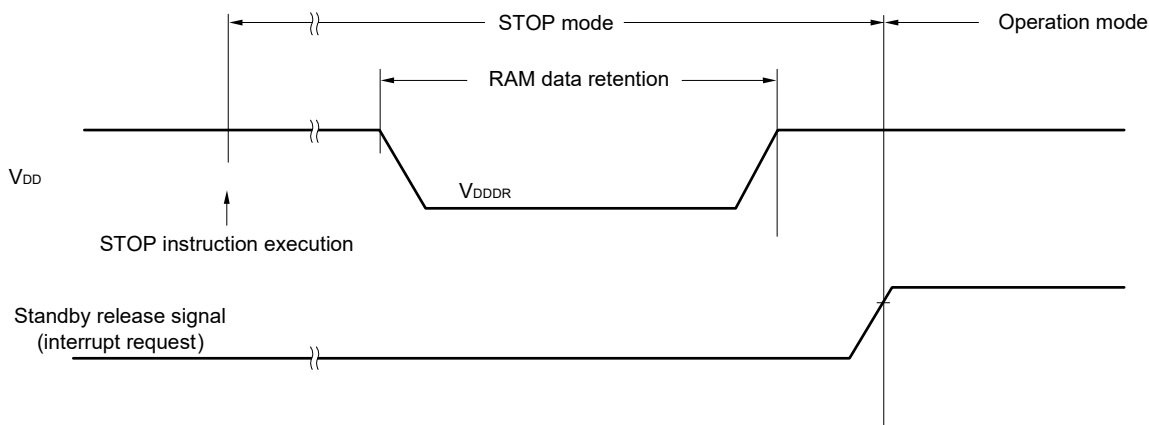 STOP mode
Operation mode
RAM data retention
VDD
VDDDR
STOP instruction execution
Standby release signal
(interrupt request)